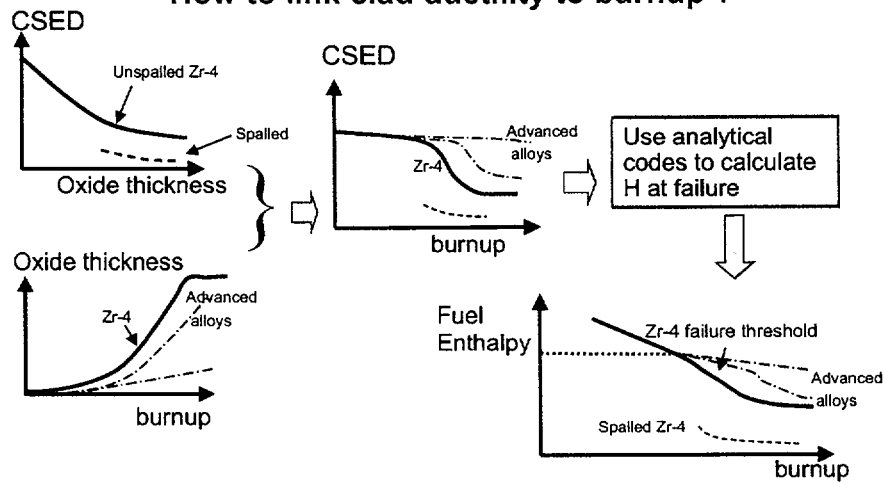 How to link clad ductility to burnup ?
CSED
Unspalled Zr-4
Spalled
Oxide thickness
CSED
Advanced
alloys
Zr-4
burnup
Use analytical
codes to calculate
H at failure
Oxide thickness
Advanced
alloys
Zr-4
burnup
Fuel
Enthalpy
Zr-4 failure threshold
Advanced
alloys
Spalled Zr-4
burnup